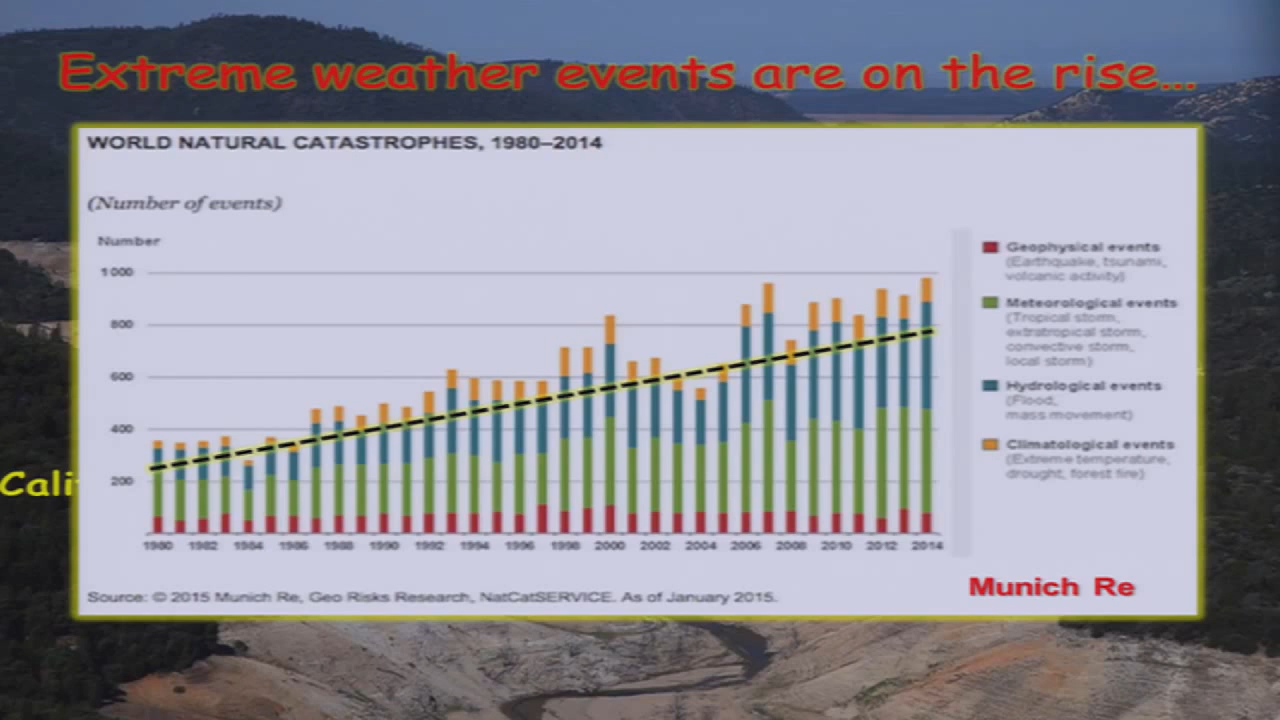 Extreme weather events are on the rise...
WORLD NATURAL CATASTROPHES, 1980–2014
(Number of events)
Number
1 000
800
600
400
200
1980 1982 1984 1986 1988 1990 1992 1994 1996 1998 2000 2002 2004 2006 2008 2010 2012 2014
Geophysical events
(Earthquake, tsunami,
volcanic activity)
Meteorological events
(Tropical storm,
extratropical storm,
convective storm,
local storm)
Hydrological events
(Flood,
mass movement)
Climatological events
(Extreme temperature,
drought, forest fire)
Cali
Source: © 2015 Munich Re, Geo Risks Research, NatCatSERVICE. As of January 2015.
Munich Re